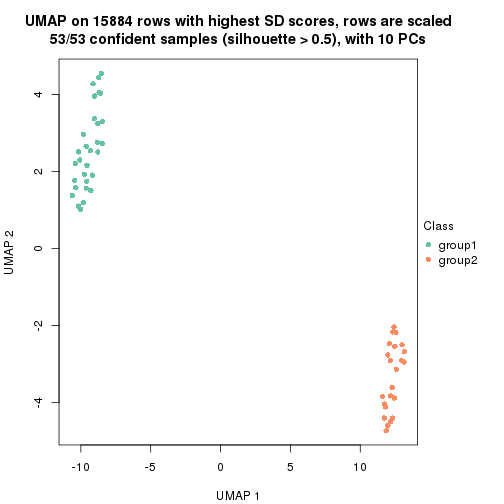 UMAP on 15884 rows with highest SD scores, rows are scaled
53/53 confident samples (silhouette > 0.5), with 10 PCs
4
2
0
-2
-4
UMAP 2
Class
group1
group2
-10
-5
0
5
10
UMAP 1